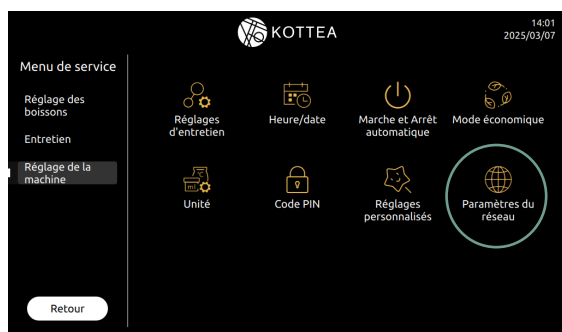 KOTTEA
14:01
2025/03/07
Menu de service
Réglage des
boissons
Entretien
Réglage de la
machine
Réglages
d'entretien
Heure/date
Marche et Arrêt
automatique
Mode économique
°C
ml
Unité
Code PIN
Réglages
personnalisés
Paramètres du
réseau
Retour